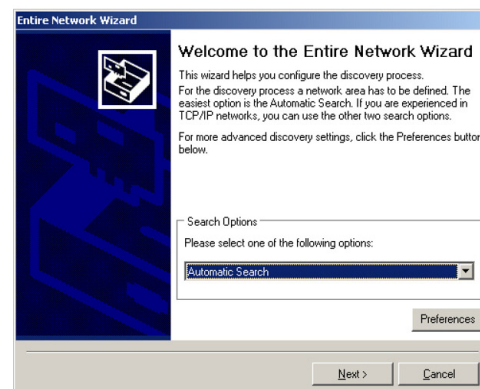 Entire Network Wizard
Welcome to the Entire Network Wizard
This wizard helps you configure the discovery process.
For the discovery process a network area has to be defined. The
easiest option is the Automatic Search. If you are experienced in
TCP/IP networks, you can use the other two search options.
For more advanced discovery settings, click the Preferences button
below.
Search Options
Please select one of the following options:
Automatic Search
Preferences
Next >
Cancel